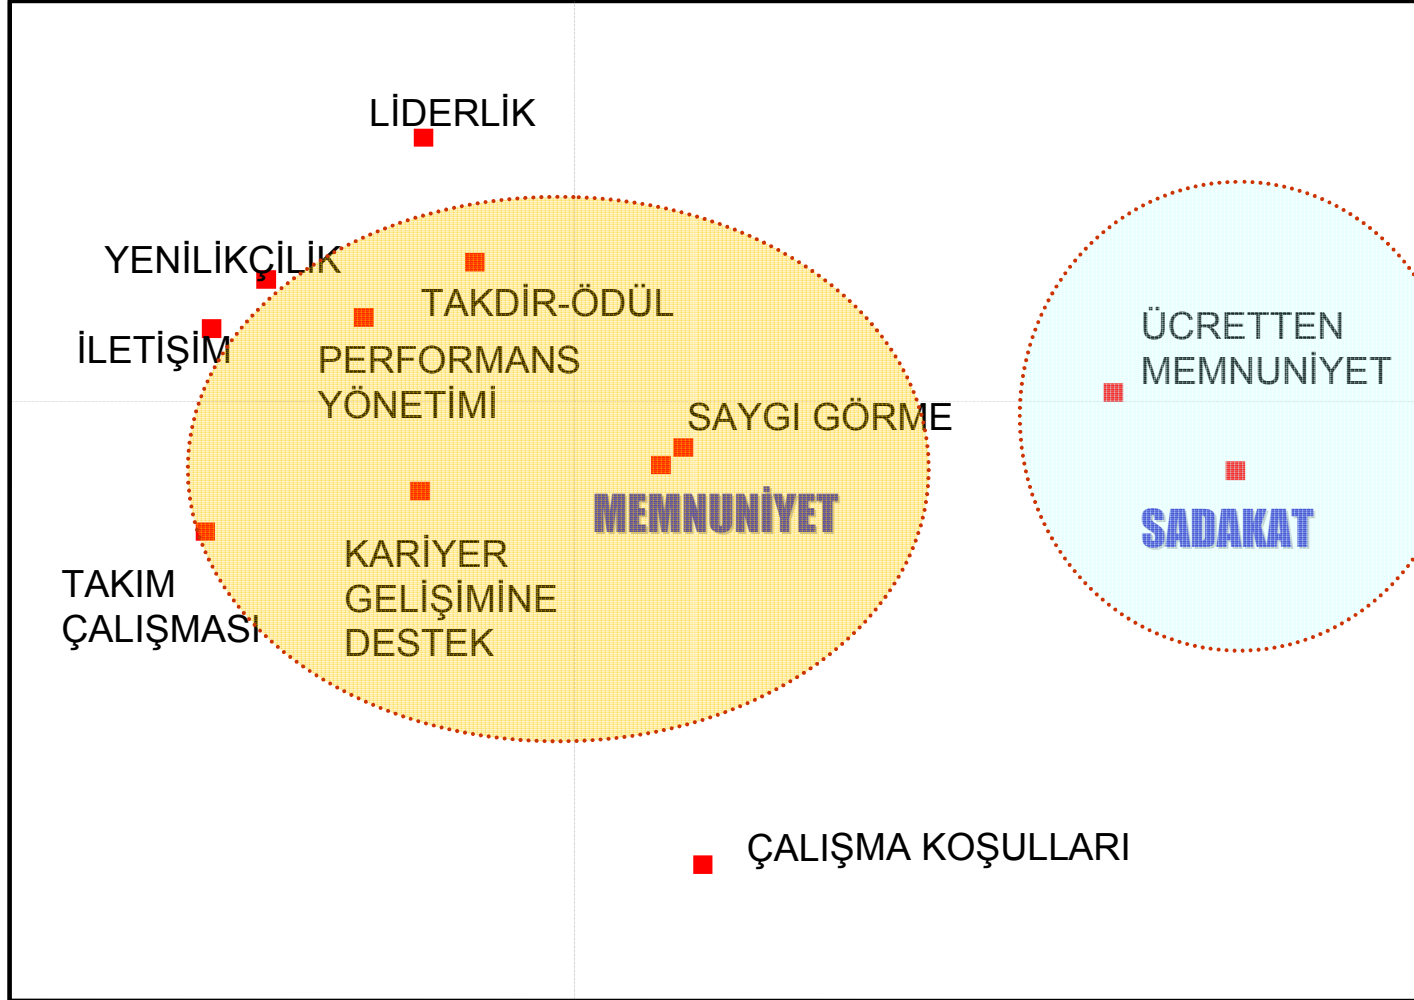 LİDERLİK
YENİLİKÇİLİK
TAKDİR-ÖDÜL
İLETİŞİM
PERFORMANS
YÖNETİMİ
ÜCRETTEN
MEMNUNİYET
SAYGI GÖRME
MEMNUNİYET
SADAKAT
KARİYER
GELİŞİMİNE
DESTEK
TAKIM
ÇALIŞMASI
ÇALIŞMA KOŞULLARI